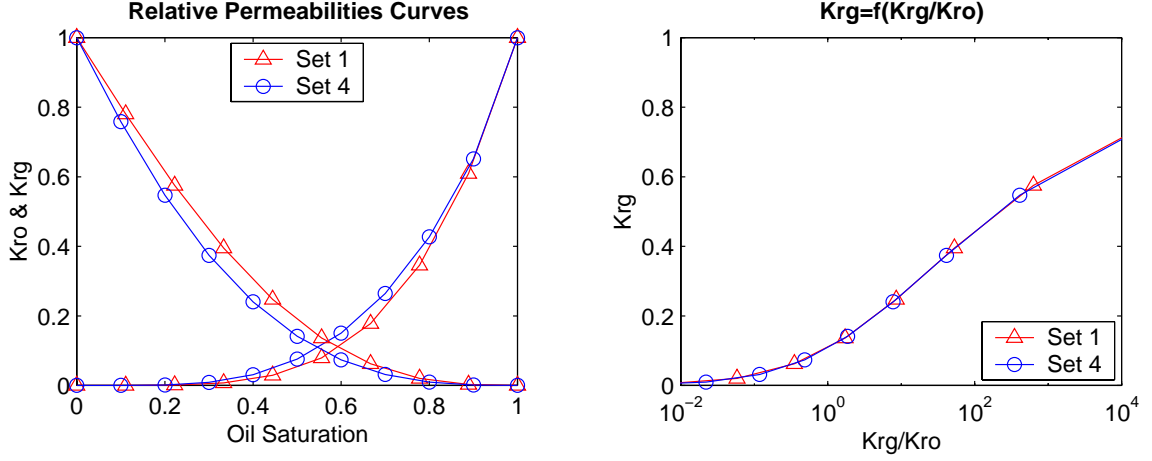 Relative Permeabilities Curves
Kro & Krg
1
0.8
0.6
0.4
0.2
0
0
0.2
0.4
0.6
0.8
1
Oil Saturation
Set 1
Set 4
Krg=f(Krg/Kro)
Krg
1
0.8
0.6
0.4
0.2
0
10^-2
10^0
10^2
10^4
Krg/Kro
Set 1
Set 4